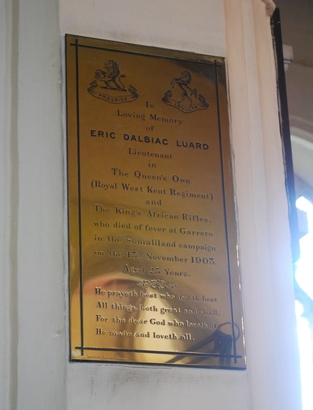 In
Loving Memory
of
ERIC DALBIAC LUARD
Lieutenant
in
The Queen's Own
(Royal West Kent Regiment)
and
The King's African Rifles,
who died of fever at Garrero
in the Somaliland campaign
on the November 1903.
Aged 25 Years.
He prayeth best who loveth best
All things both great and small,
For the dear God who loveth us
He made and loveth all.